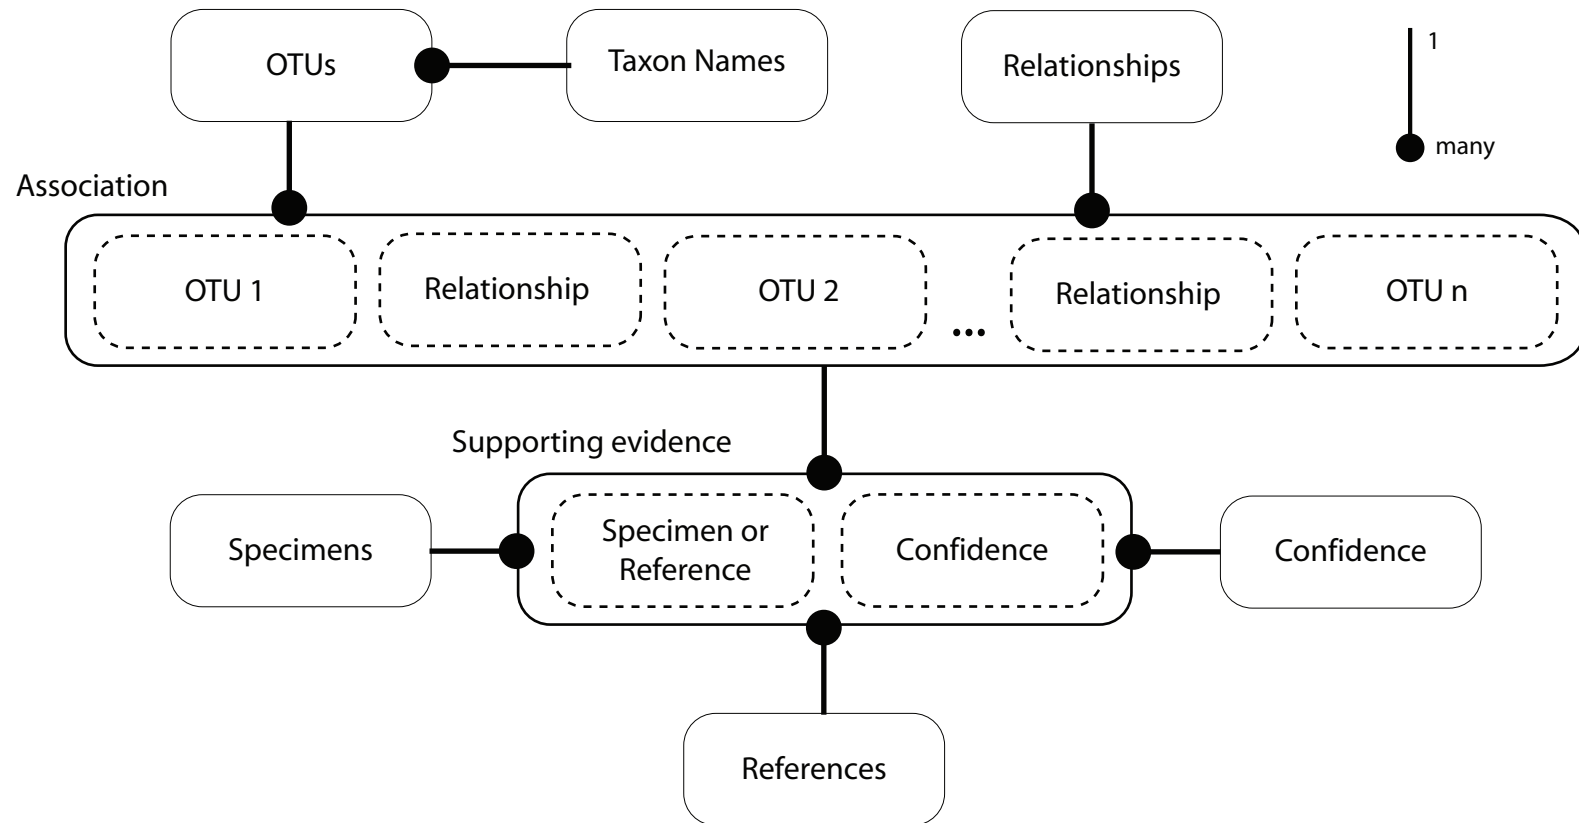 OTUs
Taxon Names
Relationships
1
many
Association
OTU 1
Relationship
OTU 2
...
Relationship
OTU n
Supporting evidence
Specimens
Specimen or
Reference
Confidence
Confidence
References